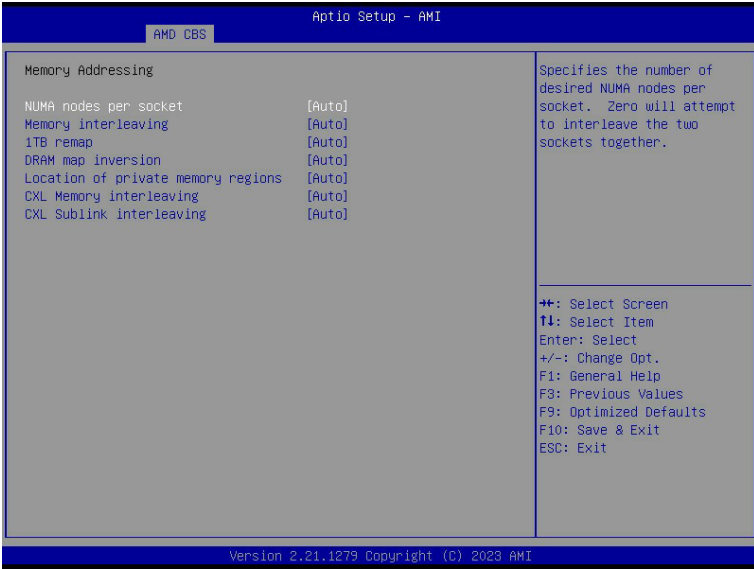 Aptio Setup - AMI
AMD CBS
Memory Addressing
NUMA nodes per socket [Auto]
Memory interleaving [Auto]
1TB remap [Auto]
DRAM map inversion [Auto]
Location of private memory regions [Auto]
CXL Memory interleaving [Auto]
CXL Sublink interleaving [Auto]
Specifies the number of
desired NUMA nodes per
socket. Zero will attempt
to interleave the two
sockets together.
→←: Select Screen
↑↓: Select Item
Enter: Select
+/-: Change Opt.
F1: General Help
F3: Previous Values
F9: Optimized Defaults
F10: Save & Exit
ESC: Exit
Version 2.21.1279 Copyright (C) 2023 AMI